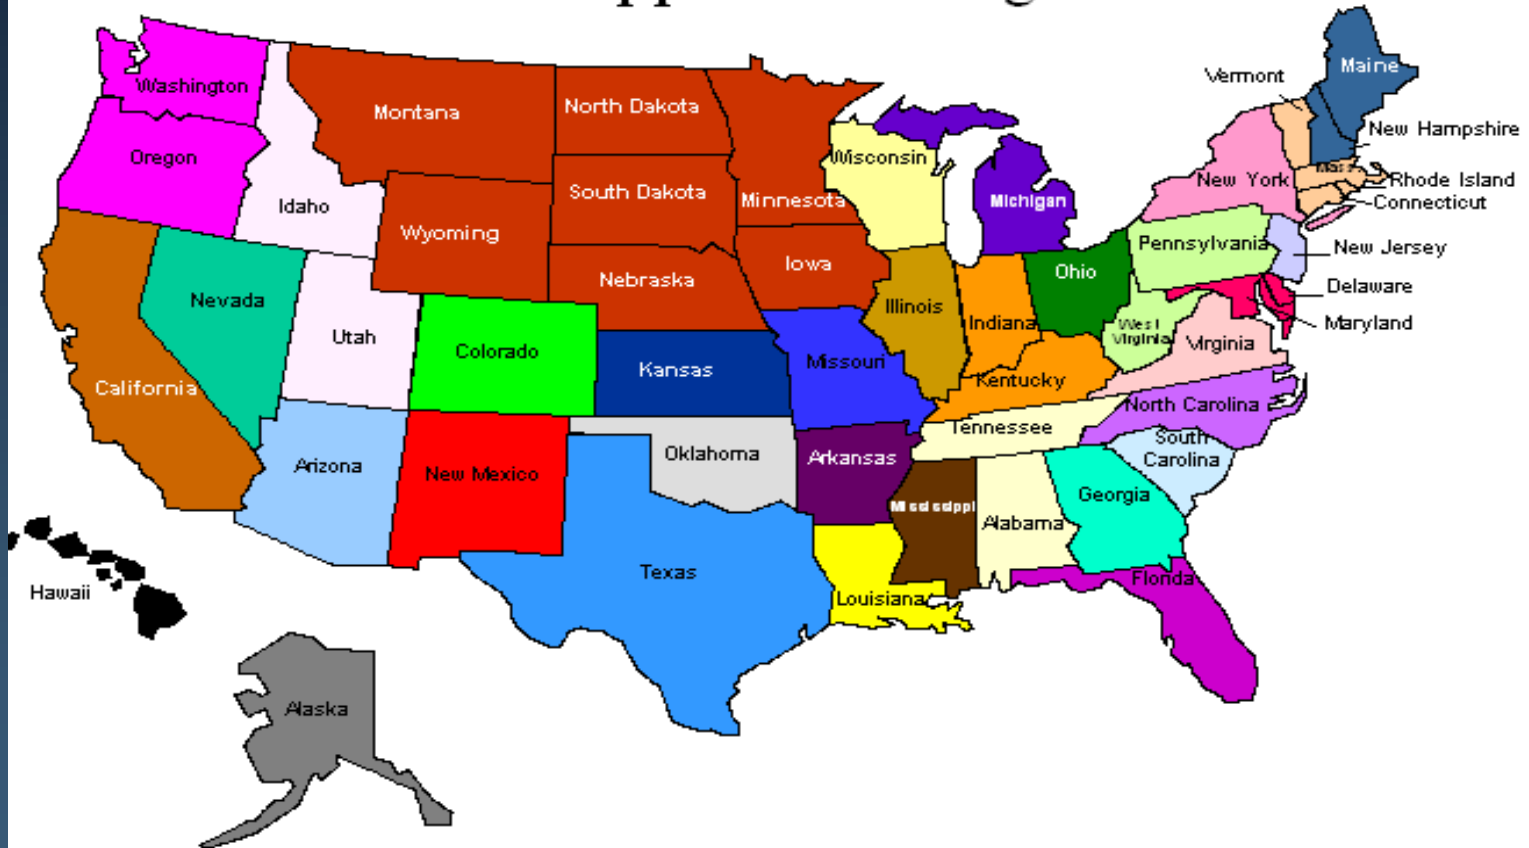 Maine
Vermont
Washington
Montana
North Dakota
New Hampshire
Oregon
Wisconsin
Mass
Rhode Island
New York
South Dakota
Minnesota
Michigan
Connecticut
Idaho
Wyoming
Pennsylvania
New Jersey
Iowa
Ohio
Nebraska
Delaware
Nevada
Illinois
Indiana
Maryland
Utah
West
Virginia
Virginia
Colorado
Missouri
Kansas
California
Kentucky
North Carolina
Tennessee
South
Carolina
Oklahoma
Arkansas
Arizona
New Mexico
Georgia
Mississippi
Alabama
Texas
Florida
Hawaii
Louisiana
Alaska